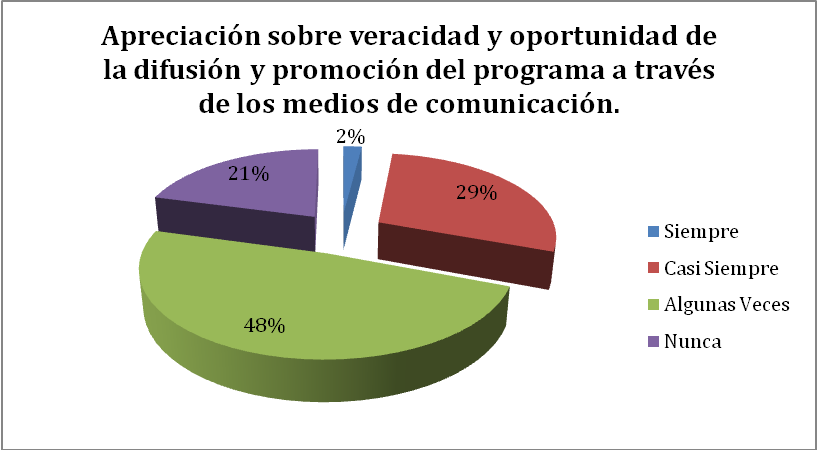 Apreciación sobre veracidad y oportunidad de
la difusión y promoción del programa a través
de los medios de comunicación.
2%
21%
29%
48%
Siempre
Casi Siempre
Algunas Veces
Nunca